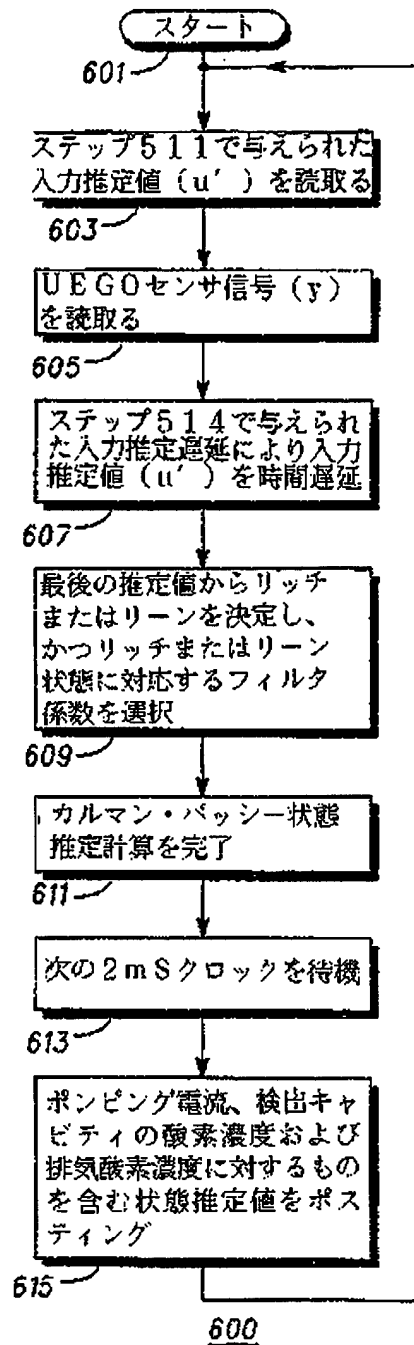 スタート
601
ステップ511で与えられた
入力推定値（u′）を読取る
603
UEGOセンサ信号（y）
を読取る
605
ステップ514で与えられ
た入力推定遅延により入力
推定値（u′）を時間遅延
607
最後の推定値からリッチ
またはリーンを決定し、
かつリッチまたはリーン
状態に対応するフィルタ
係数を選択
609
カルマン・バッシー状態
推定計算を完了
611
次の2mSクロックを待機
613
ポンピング電流、検出キャ
ビティの酸素濃度および
排気酸素濃度に対するもの
を含む状態推定値をポス
ティング
615
600